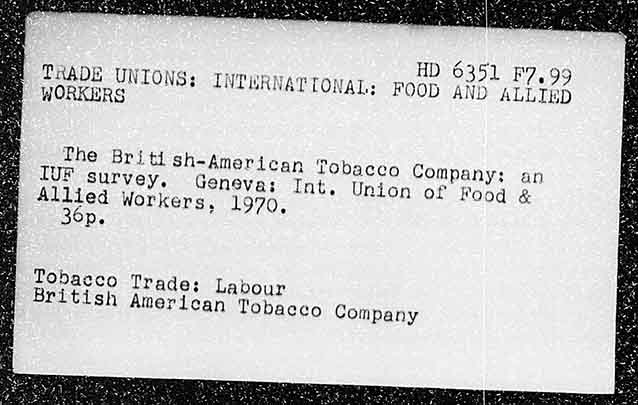 HD 6351 F7.99
TRADE UNIONS: INTERNATIONAL: FOOD AND ALLIED
WORKERS
The British-American Tobacco Company: an
IUF survey. Geneva: Int. Union of Food &
Allied Workers, 1970.
36p.
Tobacco Trade: Labour
British American Tobacco Company